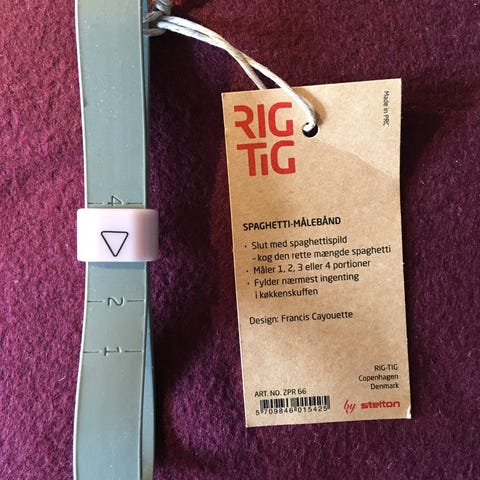 RIG
TIG
Made in PRC
SPAGHETTI-MÅLEBÅND
· Slut med spaghettispild
- kog den rette mængde spaghetti
· Måler 1, 2, 3 eller 4 portioner
· Fylder nærmest ingenting
i køkkenskuffen
Design: Francis Cayouette
RIG-TIG
Copenhagen
Denmark
ART. NO. ZPR 66
5 709846 015425
by stelton
4
2
1